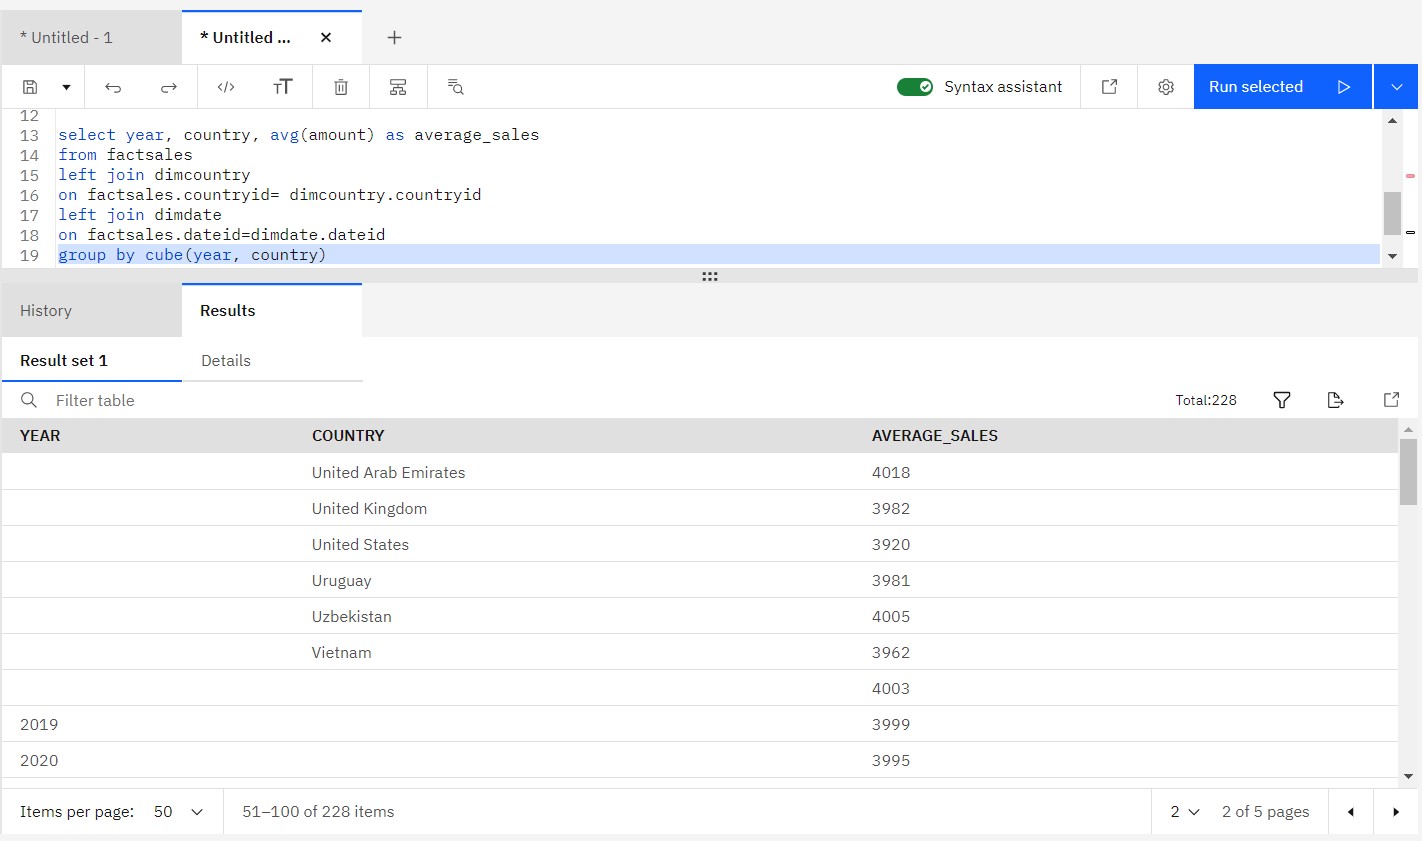 * Untitled - 1
* Untitled ...
Syntax assistant
Run selected
12
13 select year, country, avg(amount) as average_sales
14 from factsales
15 left join dimcountry
16 on factsales.countryid= dimcountry.countryid
17 left join dimdate
18 on factsales.dateid=dimdate.dateid
19 group by cube(year, country)
History
Results
Result set 1
Details
Filter table
Total:228
YEAR COUNTRY AVERAGE_SALES
United Arab Emirates 4018
United Kingdom 3982
United States 3920
Uruguay 3981
Uzbekistan 4005
Vietnam 3962
4003
2019 3999
2020 3995
Items per page: 50
51–100 of 228 items
2
2 of 5 pages